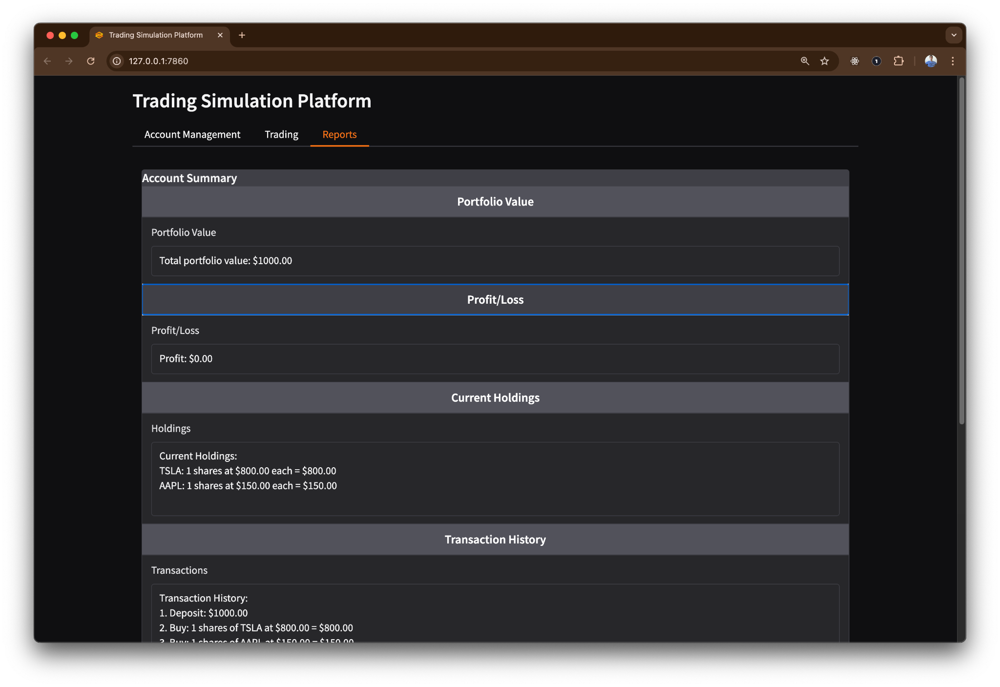 Trading Simulation Platform
127.0.0.1:7860
1
Trading Simulation Platform
Account Management Trading Reports
Account Summary
Portfolio Value
Portfolio Value
Total portfolio value: $1000.00
Profit/Loss
Profit/Loss
Profit: $0.00
Current Holdings
Holdings
Current Holdings:
TSLA: 1 shares at $800.00 each = $800.00
AAPL: 1 shares at $150.00 each = $150.00
Transaction History
Transactions
Transaction History:
1. Deposit: $1000.00
2. Buy: 1 shares of TSLA at $800.00 = $800.00
3. Buy: 1 shares of AAPL at $150.00 = $150.00